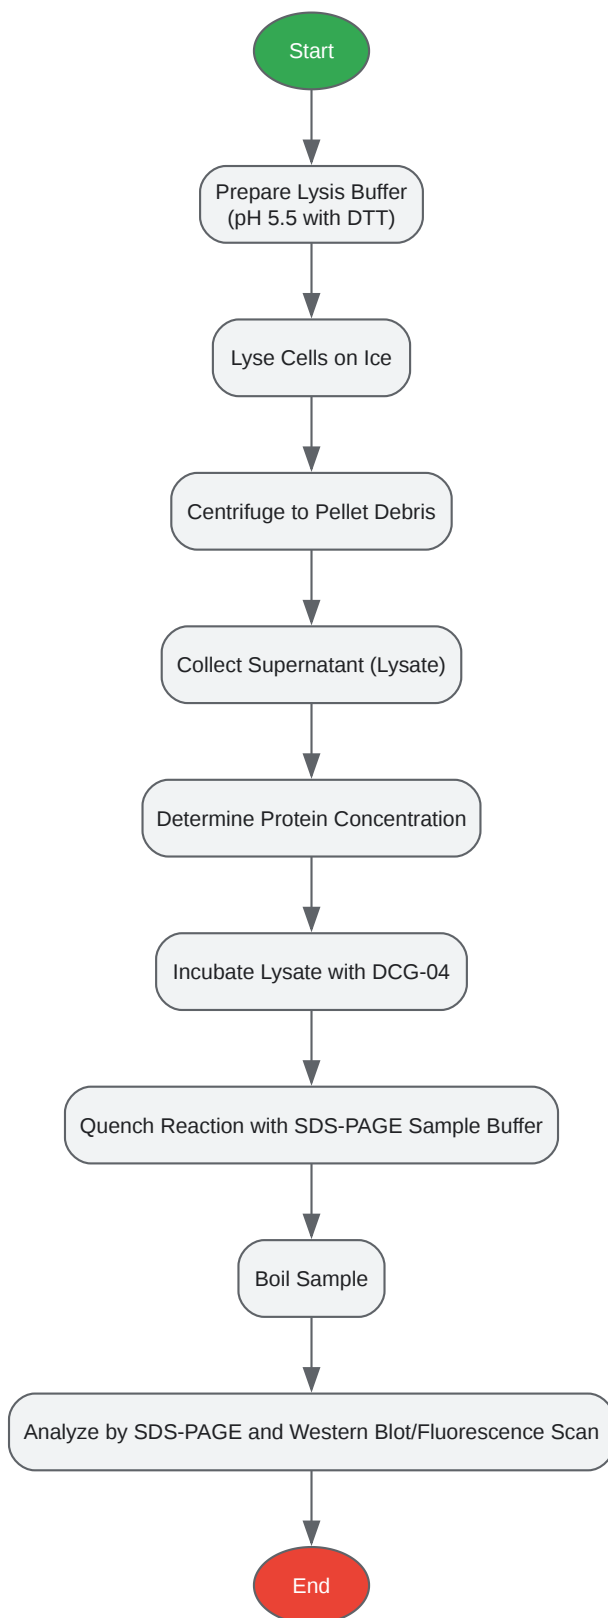 Start
Prepare Lysis Buffer
(pH 5.5 with DTT)
Lyse Cells on Ice
Centrifuge to Pellet Debris
Collect Supernatant (Lysate)
Determine Protein Concentration
Incubate Lysate with DCG-04
Quench Reaction with SDS-PAGE Sample Buffer
Boil Sample
Analyze by SDS-PAGE and Western Blot/Fluorescence Scan
End